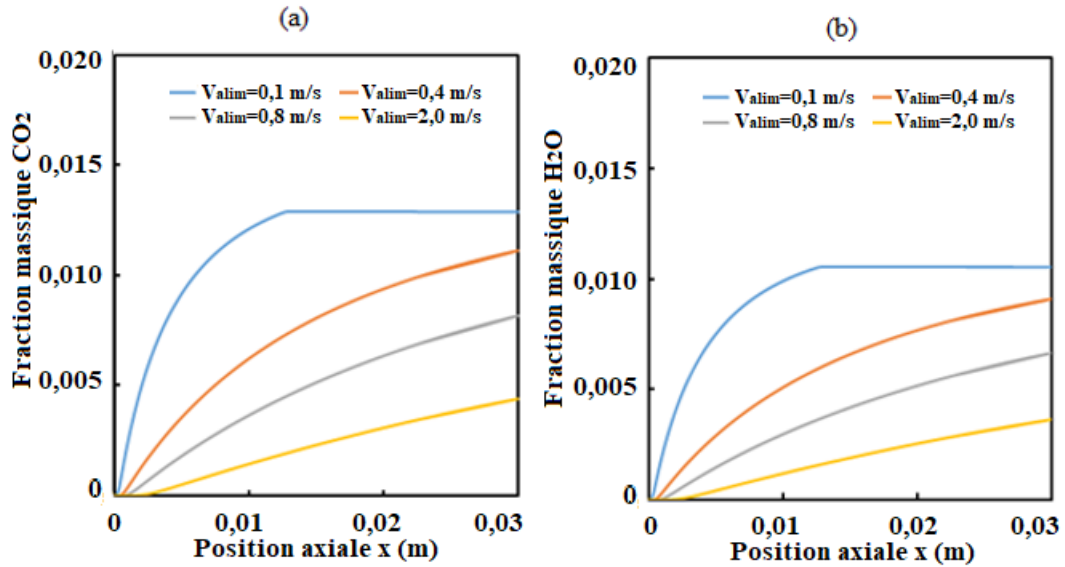 (a)
Fraction massique CO2
0,020
0,015
0,010
0,005
0
Valim=0,1 m/s
Valim=0,4 m/s
Valim=0,8 m/s
Valim=2,0 m/s
0
0,01
0,02
0,03
Position axiale x (m)
(b)
Fraction massique H2O
0,020
0,015
0,010
0,005
0
Valim=0,1 m/s
Valim=0,4 m/s
Valim=0,8 m/s
Valim=2,0 m/s
0
0,01
0,02
0,03
Position axiale x (m)